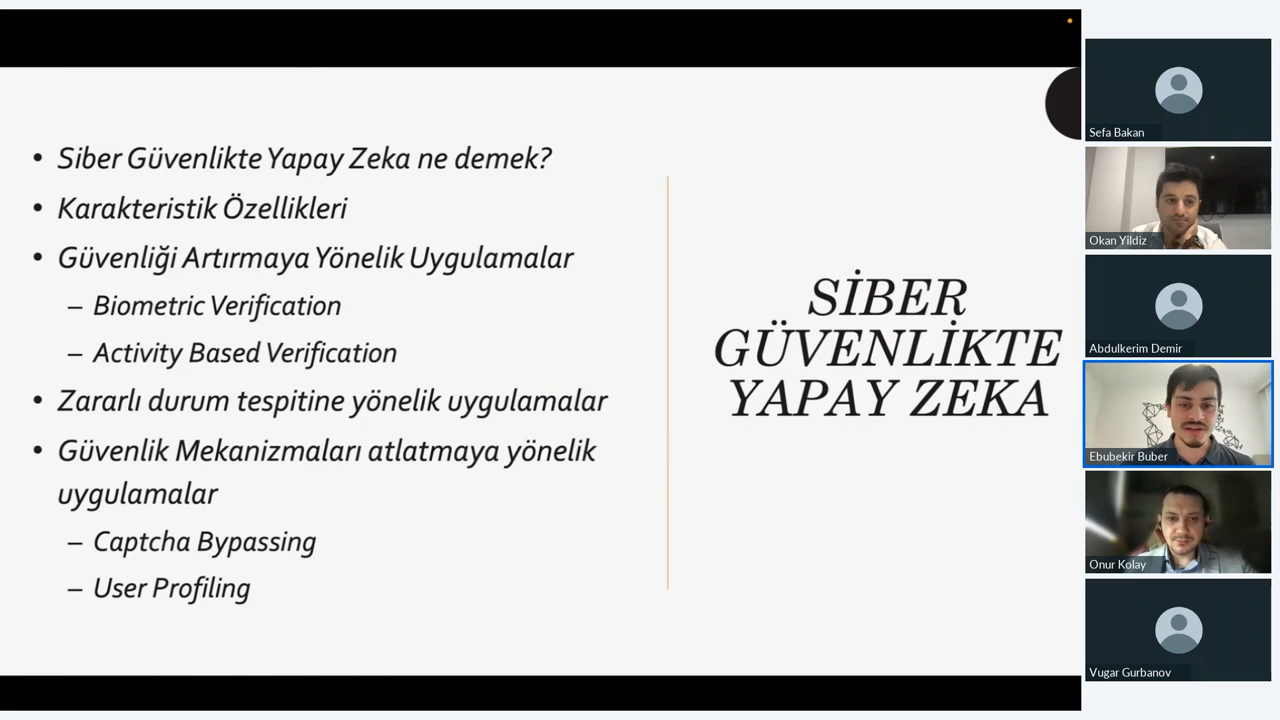 • Siber Güvenlikte Yapay Zeka ne demek?
• Karakteristik Özellikleri
• Güvenliği Artırmaya Yönelik Uygulamalar
– Biometric Verification
– Activity Based Verification
• Zararlı durum tespitine yönelik uygulamalar
• Güvenlik Mekanizmaları atlatmaya yönelik
uygulamalar
– Captcha Bypassing
– User Profiling
SİBER
GÜVENLİKTE
YAPAY ZEKA
Sefa Bakan
Okan Yildiz
Abdulkerim Demir
Ebubekir Buber
Onur Kolay
Vugar Gurbanov